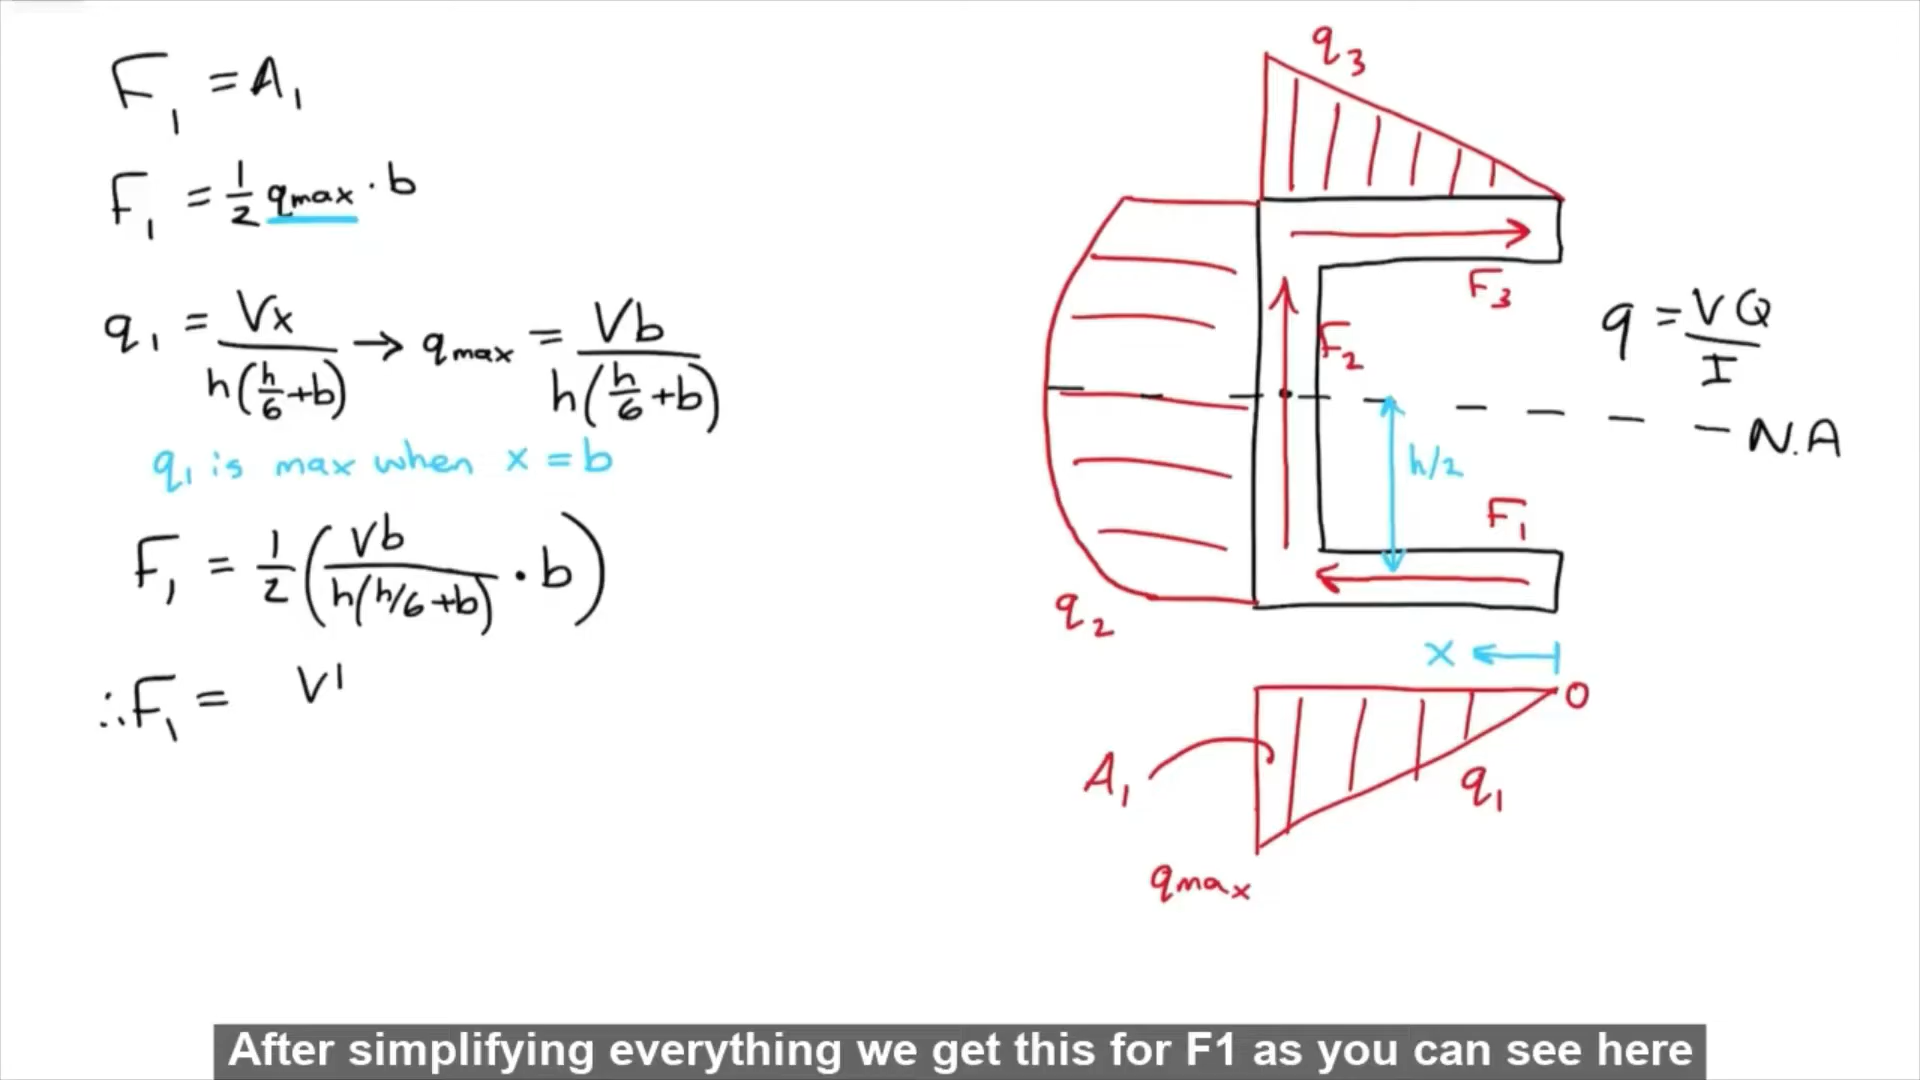 F₁ = A₁
F₁ = 1/2 qmax · b
q₁ = Vx / h(h/6+b) → qmax = Vb / h(h/6+b)
q₁ is max when x = b
F₁ = 1/2 (Vb / h(h/6+b) · b)
∴F₁ = V
q₃
F₃
F₂
q = VQ/I
N.A
h/2
F₁
q₂
x
0
A₁
q₁
qmax
After simplifying everything we get this for F1 as you can see here